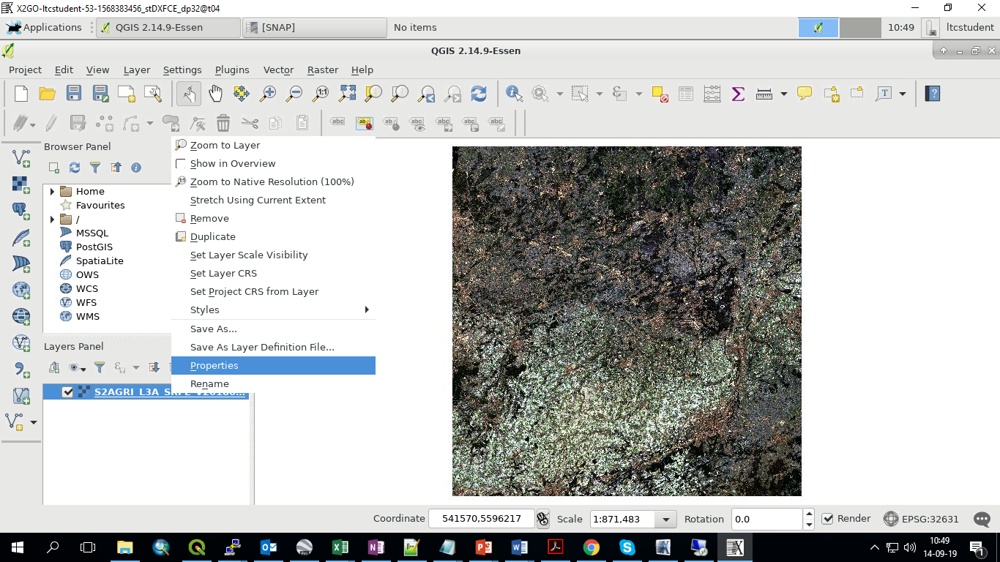 X2GO-ltcstudent-53-1568383456_stDXFCE_dp32@t04
Applications QGIS 2.14.9-Essen [SNAP] No items 10:49 ltcstudent
QGIS 2.14.9-Essen
Project Edit View Layer Settings Plugins Vector Raster Help
Browser Panel
Home
Favourites
/
MSSQL
PostGIS
SpatiaLite
OWS
WCS
WFS
WMS
Layers Panel
Zoom to Layer
Show in Overview
Zoom to Native Resolution (100%)
Stretch Using Current Extent
Remove
Duplicate
Set Layer Scale Visibility
Set Layer CRS
Set Project CRS from Layer
Styles
Save As...
Save As Layer Definition File...
Properties
Rename
Coordinate 541570,5596217 Scale 1:871,483 Rotation 0.0 Render EPSG:32631
10:49
14-09-19